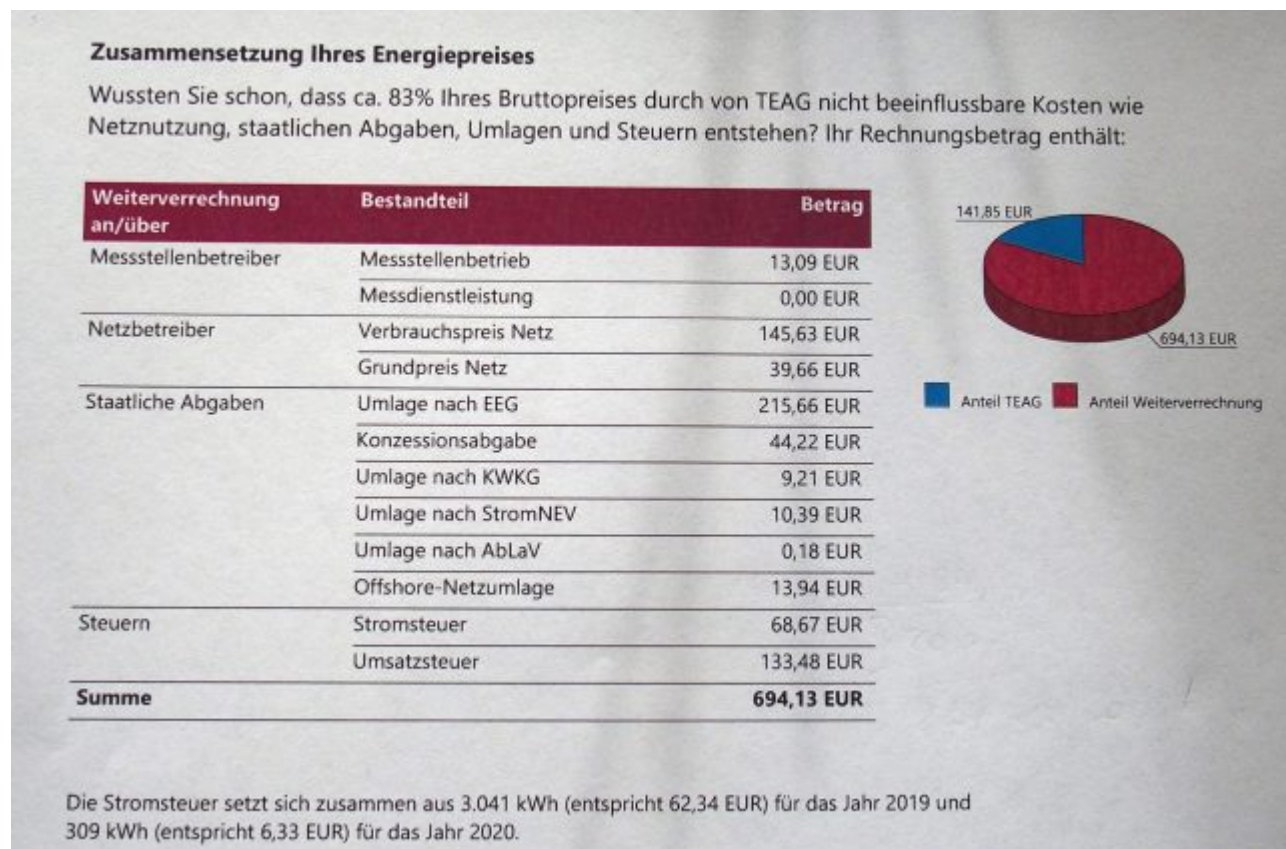 Zusammensetzung Ihres Energiepreises
Wussten Sie schon, dass ca. 83% Ihres Bruttopreises durch von TEAG nicht beeinflussbare Kosten wie
Netznutzung, staatlichen Abgaben, Umlagen und Steuern entstehen? Ihr Rechnungsbetrag enthält:
Weiterverrechnung an/über Bestandteil Betrag
Messstellenbetreiber Messstellenbetrieb 13,09 EUR
Messdienstleistung 0,00 EUR
Netzbetreiber Verbrauchspreis Netz 145,63 EUR
Grundpreis Netz 39,66 EUR
Staatliche Abgaben Umlage nach EEG 215,66 EUR
Konzessionsabgabe 44,22 EUR
Umlage nach KWKG 9,21 EUR
Umlage nach StromNEV 10,39 EUR
Umlage nach AbLaV 0,18 EUR
Offshore-Netzumlage 13,94 EUR
Steuern Stromsteuer 68,67 EUR
Umsatzsteuer 133,48 EUR
Summe 694,13 EUR
141,85 EUR
694,13 EUR
Anteil TEAG Anteil Weiterverrechnung
Die Stromsteuer setzt sich zusammen aus 3.041 kWh (entspricht 62,34 EUR) für das Jahr 2019 und
309 kWh (entspricht 6,33 EUR) für das Jahr 2020.